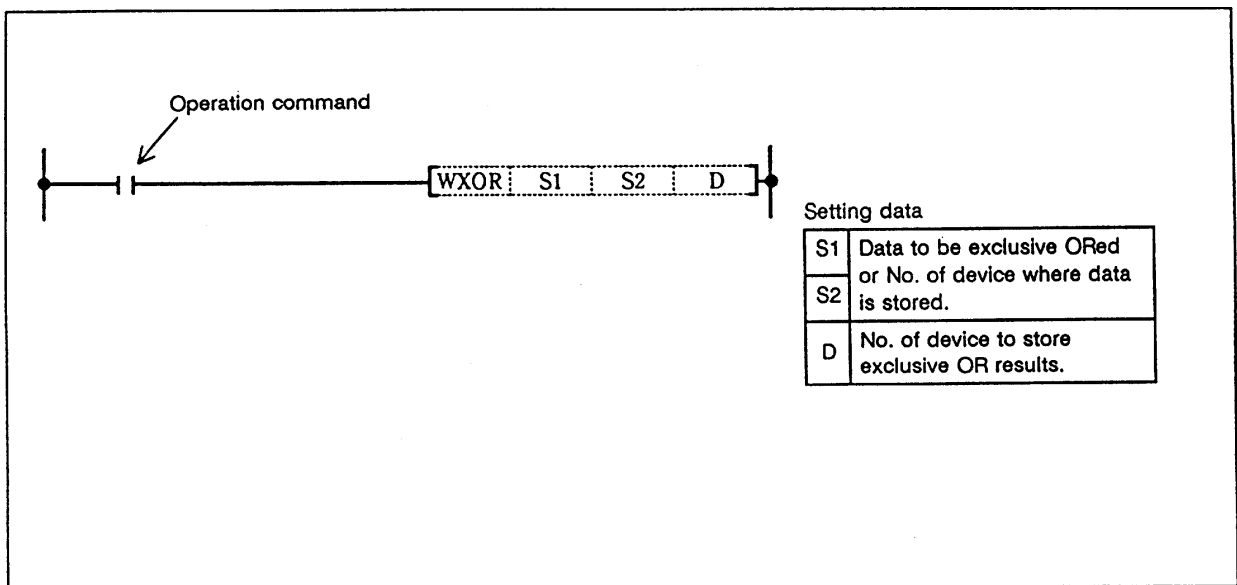 Operation command
WXOR S1 S2 D
Setting data
S1 Data to be exclusive ORed
or No. of device where data
S2 is stored.
D No. of device to store
exclusive OR results.